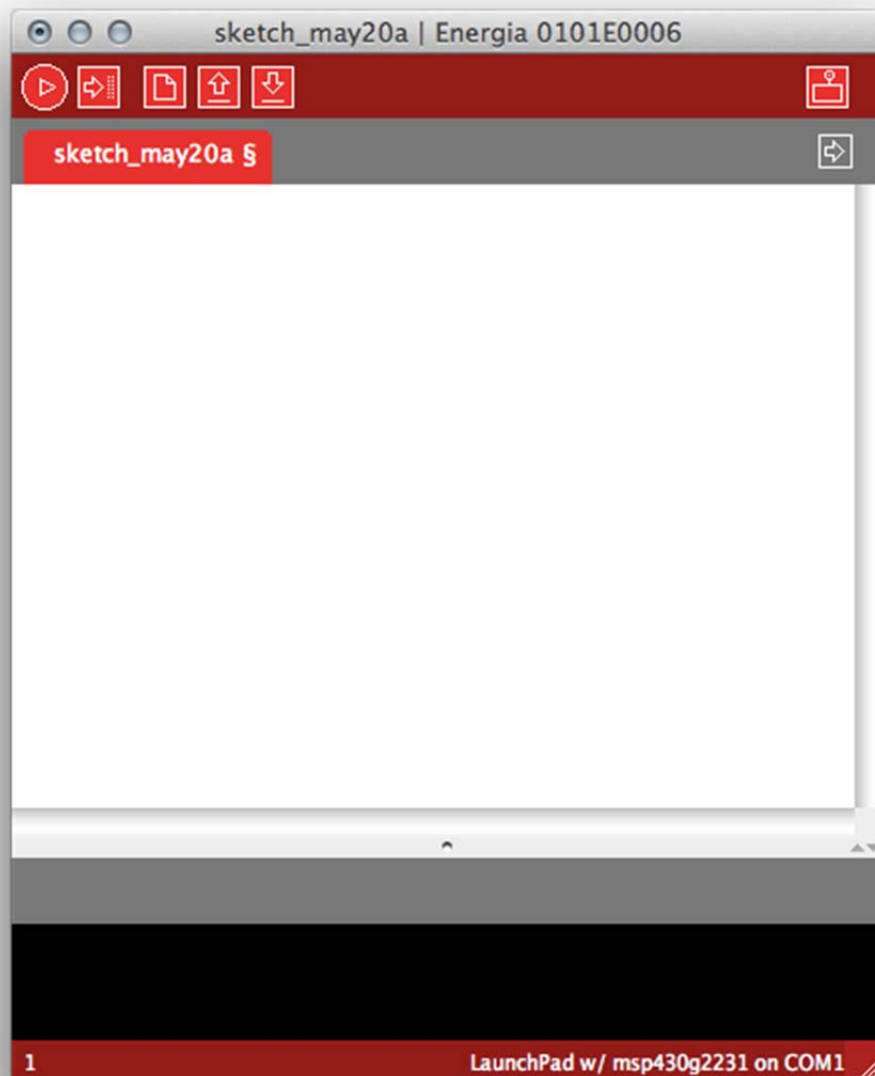 sketch_may20a | Energia 0101E0006
sketch_may20a §
1
LaunchPad w/ msp430g2231 on COM1